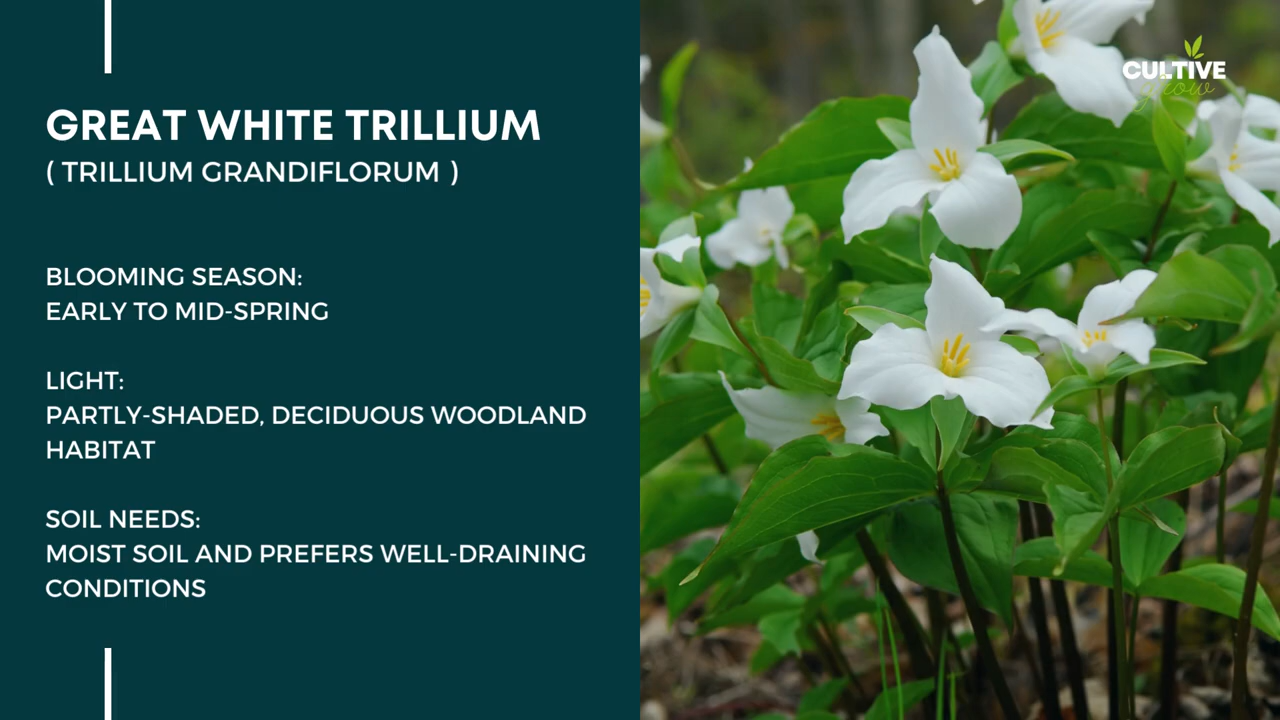 GREAT WHITE TRILLIUM
( TRILLIUM GRANDIFLORUM )
BLOOMING SEASON:
EARLY TO MID-SPRING
LIGHT:
PARTLY-SHADED, DECIDUOUS WOODLAND
HABITAT
SOIL NEEDS:
MOIST SOIL AND PREFERS WELL-DRAINING
CONDITIONS
CULTIVE
grow